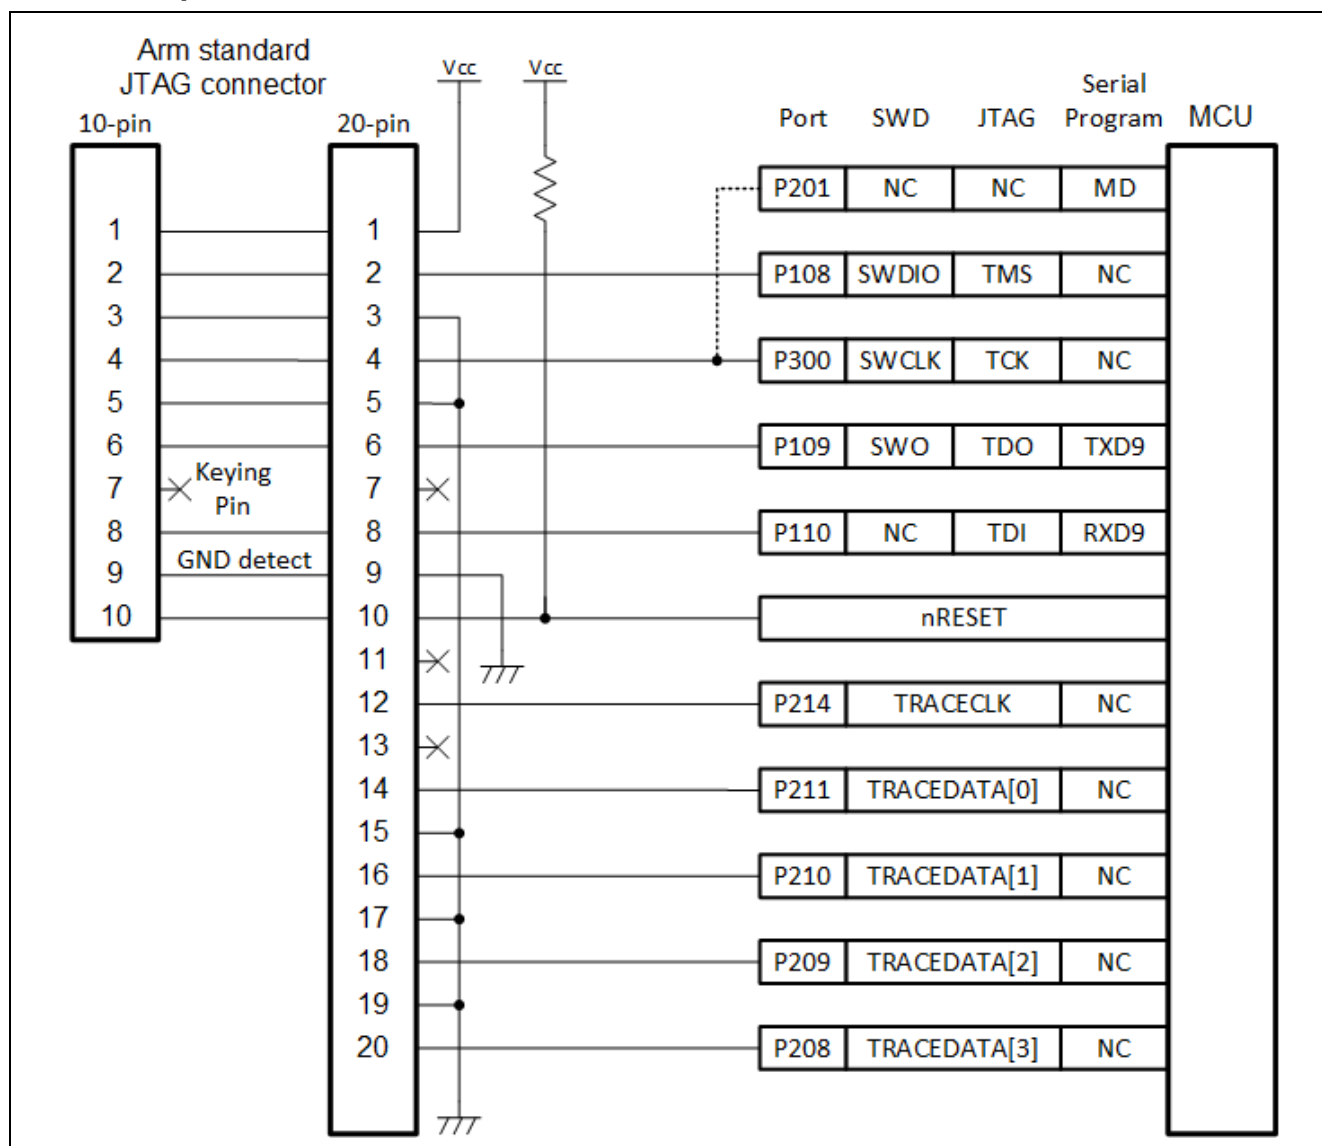 Arm standard
JTAG connector
10-pin
20-pin
Vcc
Vcc
Port SWD JTAG Serial Program MCU
P201 NC NC MD
1 1
2 2 P108 SWDIO TMS NC
3 3
4 4 P300 SWCLK TCK NC
5 5
6 6 P109 SWO TDO TXD9
7 Keying Pin 7
8 8 P110 NC TDI RXD9
9 GND detect 9
10 10 nRESET
11
12 P214 TRACECLK NC
13
14 P211 TRACEDATA[0] NC
15
16 P210 TRACEDATA[1] NC
17
18 P209 TRACEDATA[2] NC
19
20 P208 TRACEDATA[3] NC